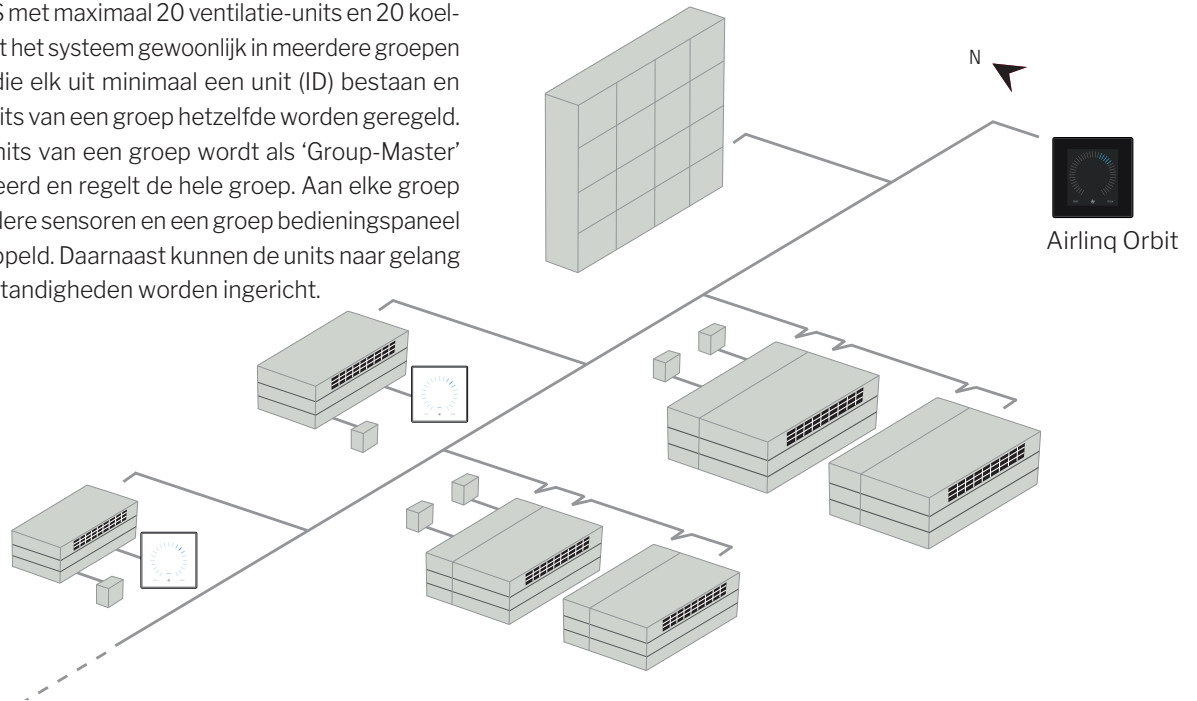 S met maximaal 20 ventilatie-units en 20 koel-
t het systeem gewoonlijk in meerdere groepen
die elk uit minimaal een unit (ID) bestaan en
its van een groep hetzelfde worden geregeld.
nits van een groep wordt als ‘Group-Master’
eerd en regelt de hele groep. Aan elke groep
dere sensoren en een groep bedieningspaneel
ppeld. Daarnaast kunnen de units naar gelang
standigheden worden ingericht.
N
Airlinq Orbit